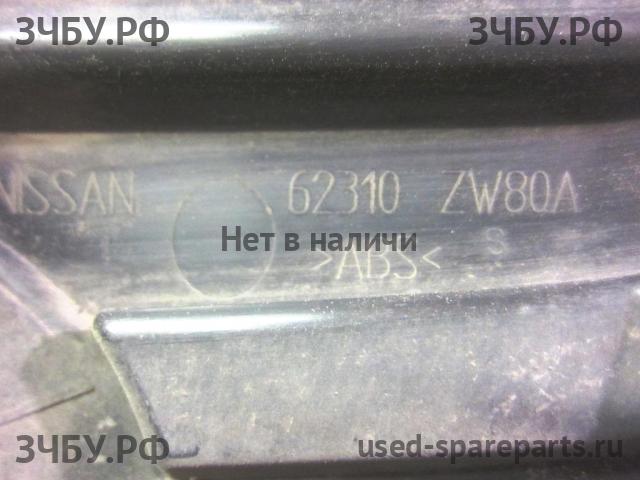 ЗЧБУ.РФ ЗЧБУ.РФ
NISSAN 62310 ZW80A
Нет в наличи
S
>ABS<
ЗЧБУ.РФ used-spareparts.ru